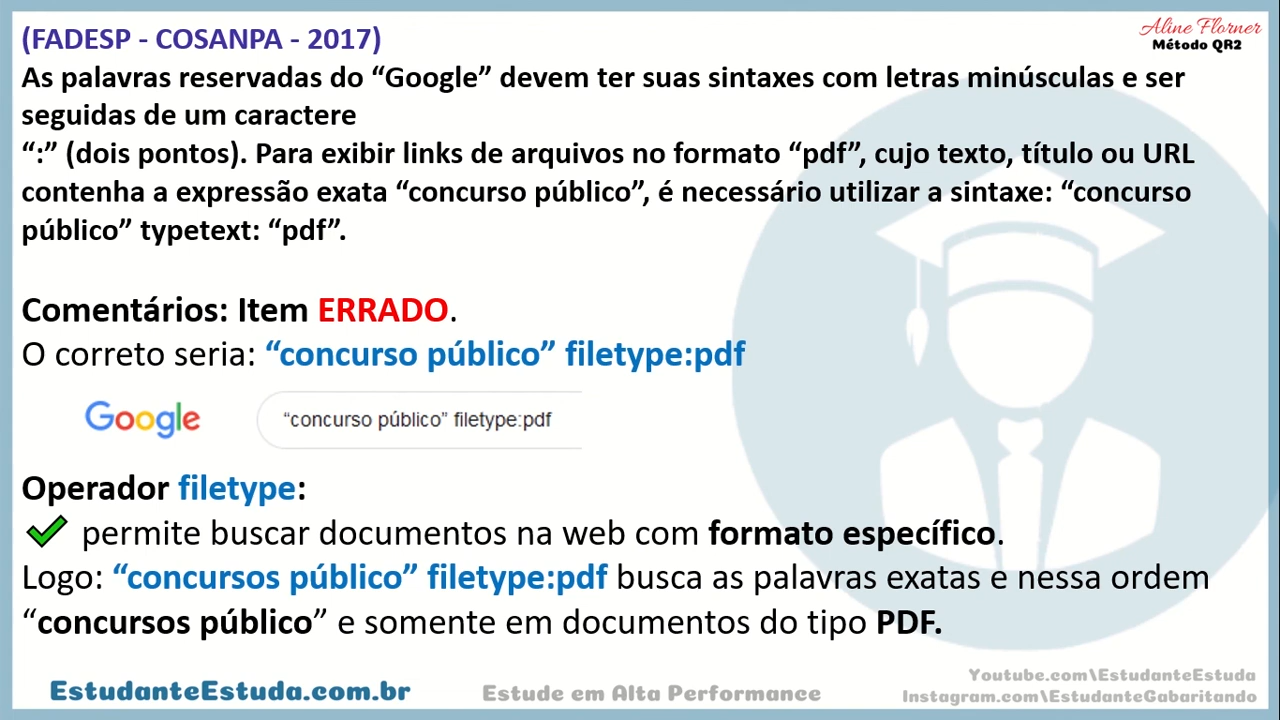 (FADESP - COSANPA - 2017)
Aline Florner
Método QR2
As palavras reservadas do “Google” devem ter suas sintaxes com letras minúsculas e ser
seguidas de um caractere
“:” (dois pontos). Para exibir links de arquivos no formato “pdf”, cujo texto, título ou URL
contenha a expressão exata “concurso público”, é necessário utilizar a sintaxe: “concurso
público” typetext: “pdf”.
Comentários: Item ERRADO.
O correto seria: “concurso público” filetype:pdf
Google “concurso público” filetype:pdf
Operador filetype:
permite buscar documentos na web com formato específico.
Logo: “concursos público” filetype:pdf busca as palavras exatas e nessa ordem
“concursos público” e somente em documentos do tipo PDF.
EstudanteEstuda.com.br
Estude em Alta Performance
Youtube.com\EstudanteEstuda
Instagram.com\EstudanteGabaritando